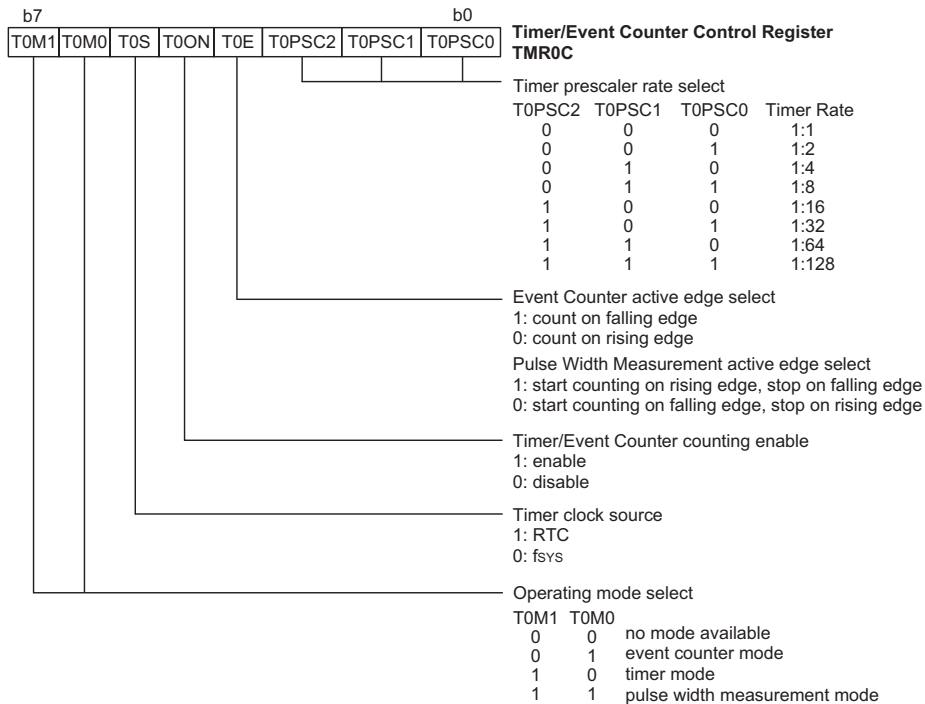 b7 b0
T0M1 T0M0 T0S T0ON T0E T0PSC2 T0PSC1 T0PSC0
Timer/Event Counter Control Register
TMR0C
Timer prescaler rate select
T0PSC2 T0PSC1 T0PSC0 Timer Rate
0 0 0 1:1
0 0 1 1:2
0 1 0 1:4
0 1 1 1:8
1 0 0 1:16
1 0 1 1:32
1 1 0 1:64
1 1 1 1:128
Event Counter active edge select
1: count on falling edge
0: count on rising edge
Pulse Width Measurement active edge select
1: start counting on rising edge, stop on falling edge
0: start counting on falling edge, stop on rising edge
Timer/Event Counter counting enable
1: enable
0: disable
Timer clock source
1: RTC
0: fSYS
Operating mode select
T0M1 T0M0
0 0 no mode available
0 1 event counter mode
1 0 timer mode
1 1 pulse width measurement mode